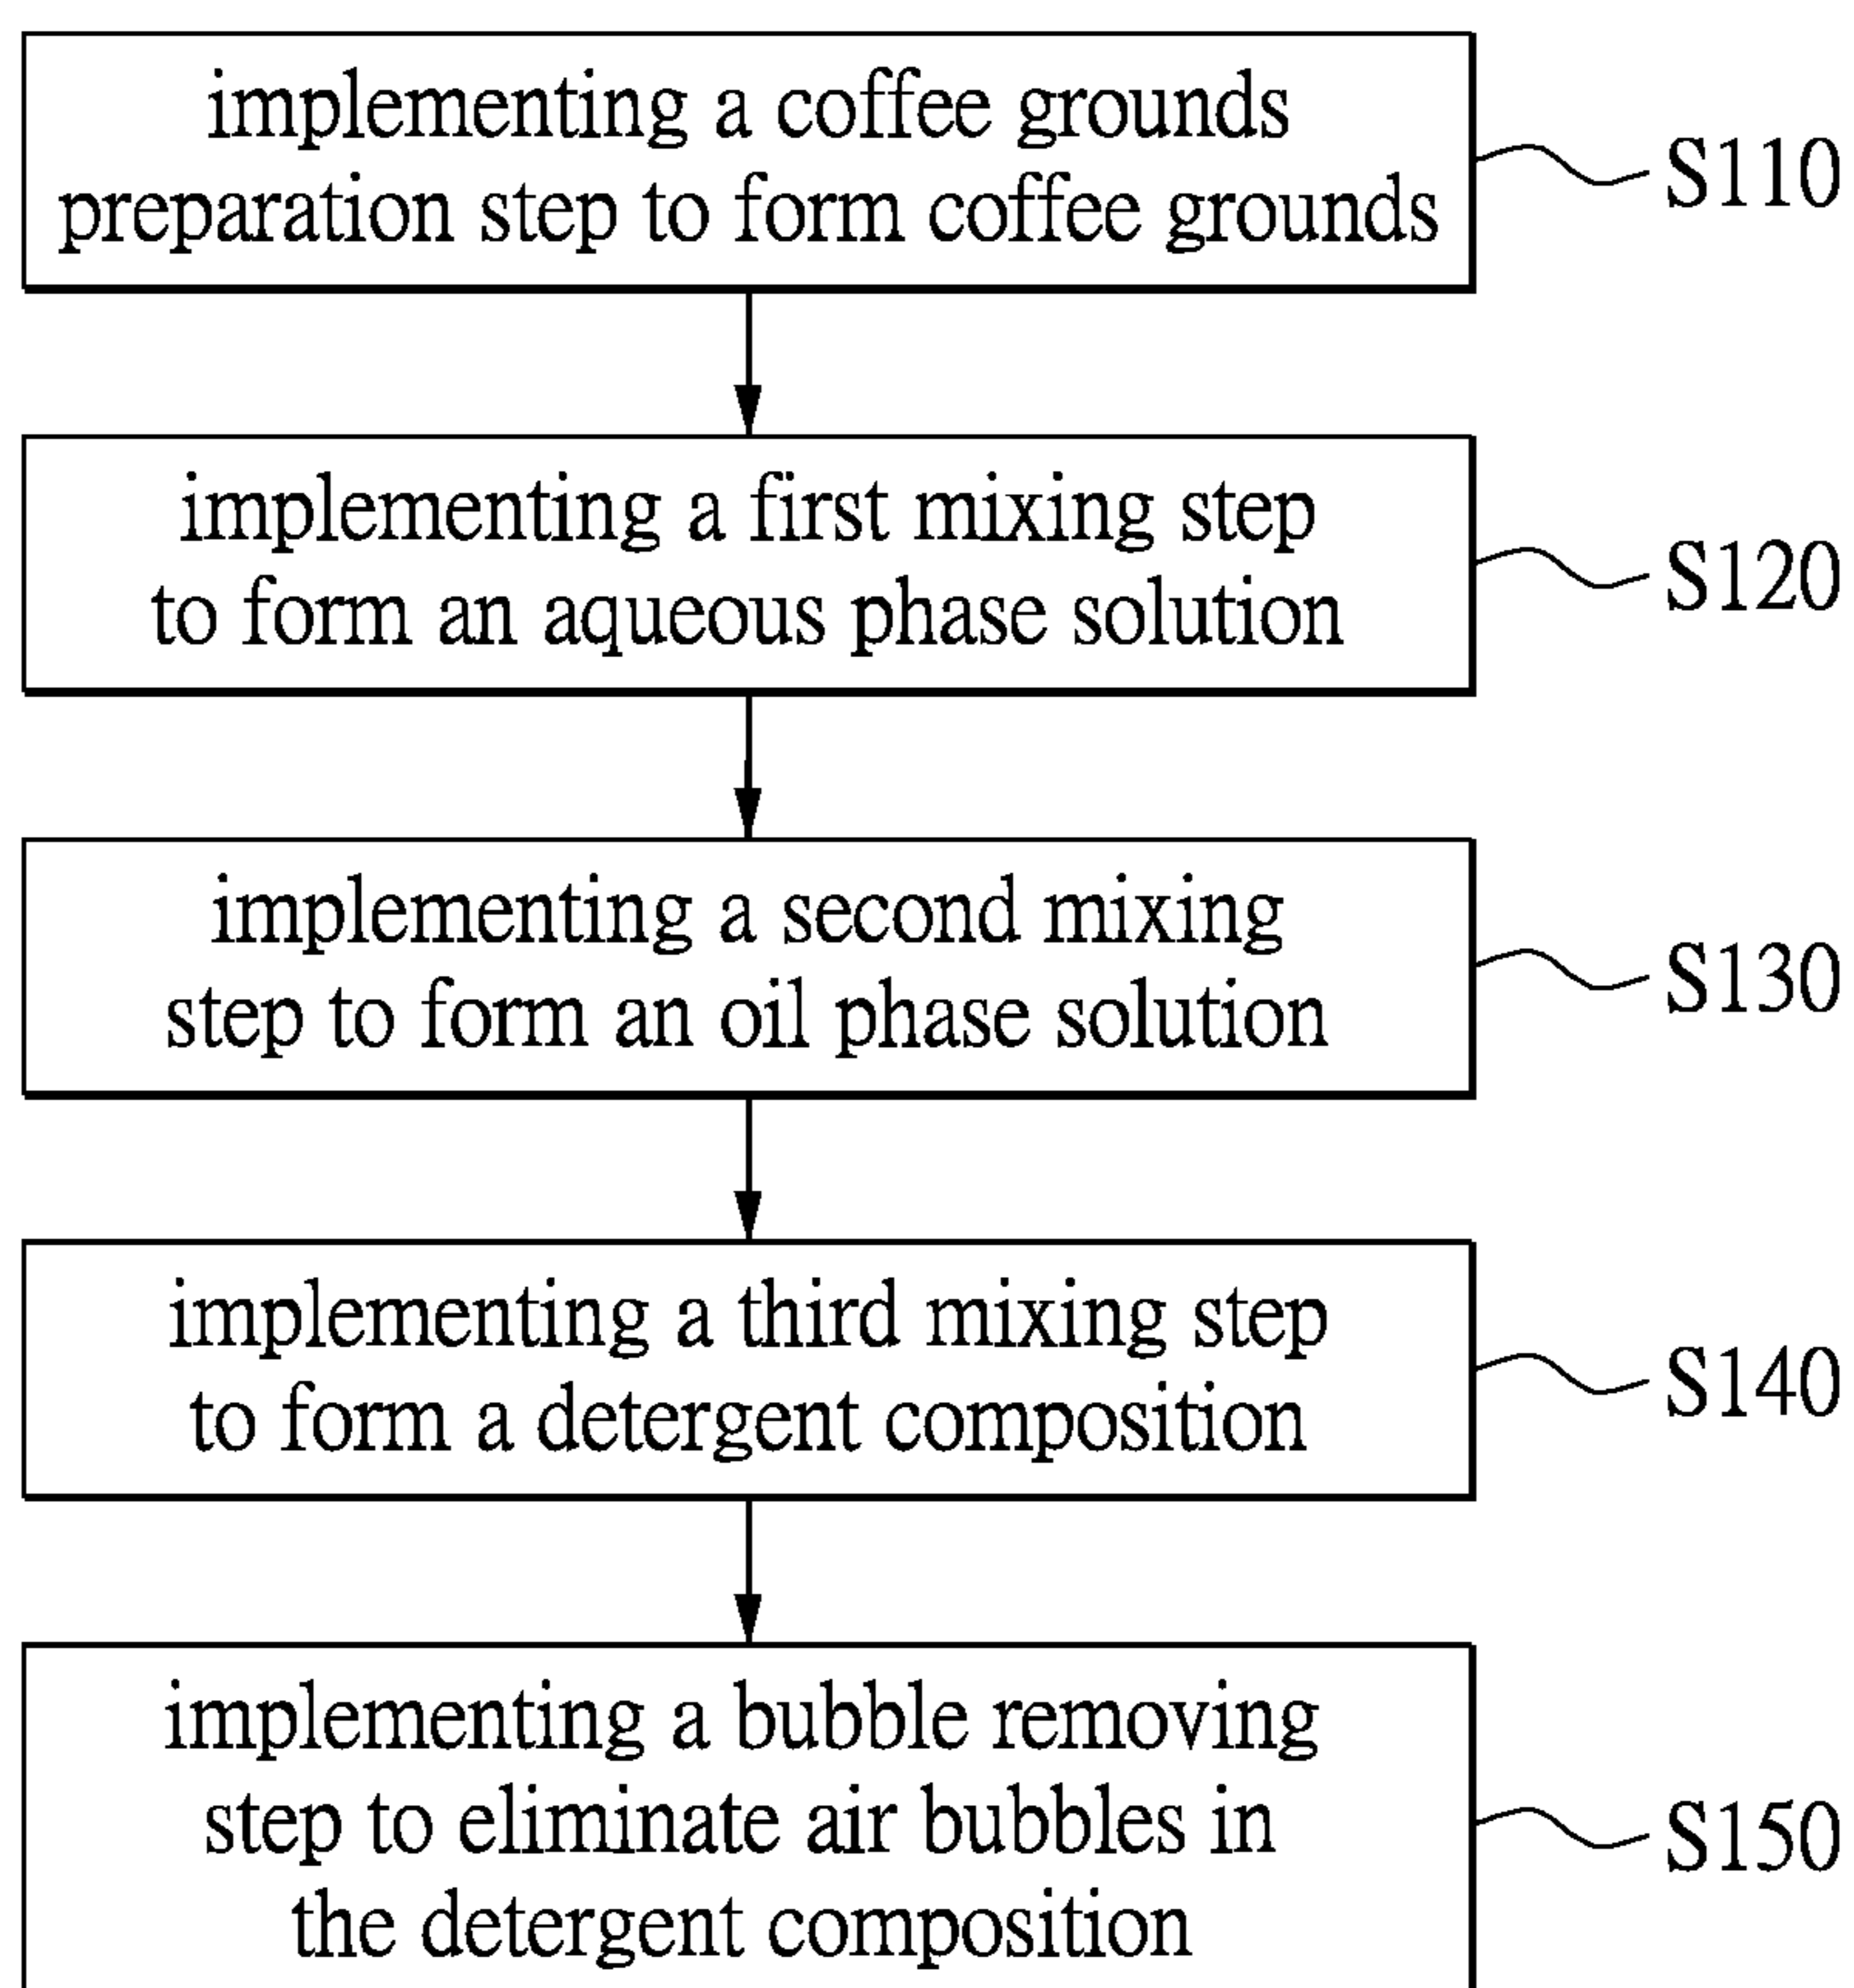 implementing a coffee grounds
preparation step to form coffee grounds
S110
implementing a first mixing step
to form an aqueous phase solution
S120
implementing a second mixing
step to form an oil phase solution
S130
implementing a third mixing step
to form a detergent composition
S140
implementing a bubble removing
step to eliminate air bubbles in
the detergent composition
S150